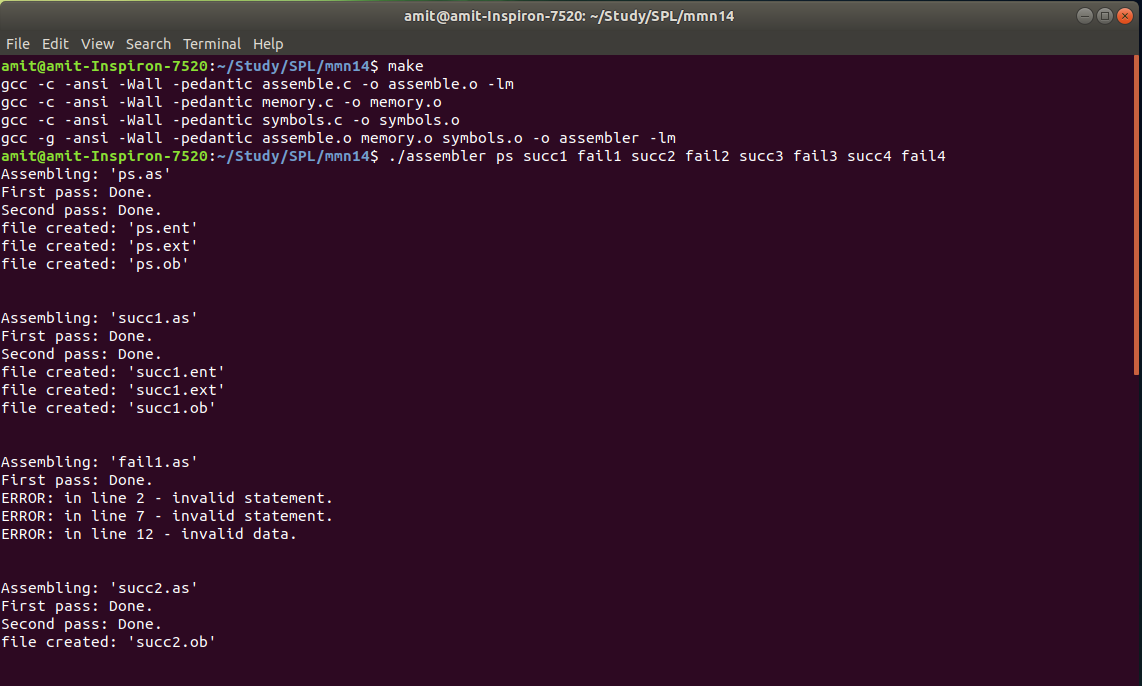 amit@amit-Inspiron-7520: ~/Study/SPL/mmn14
File Edit View Search Terminal Help
amit@amit-Inspiron-7520:~/Study/SPL/mmn14$ make
gcc -c -ansi -Wall -pedantic assemble.c -o assemble.o -lm
gcc -c -ansi -Wall -pedantic memory.c -o memory.o
gcc -c -ansi -Wall -pedantic symbols.c -o symbols.o
gcc -g -ansi -Wall -pedantic assemble.o memory.o symbols.o -o assembler -lm
amit@amit-Inspiron-7520:~/Study/SPL/mmn14$ ./assembler ps succ1 fail1 succ2 fail2 succ3 fail3 succ4 fail4
Assembling: 'ps.as'
First pass: Done.
Second pass: Done.
file created: 'ps.ent'
file created: 'ps.ext'
file created: 'ps.ob'
Assembling: 'succ1.as'
First pass: Done.
Second pass: Done.
file created: 'succ1.ent'
file created: 'succ1.ext'
file created: 'succ1.ob'
Assembling: 'fail1.as'
First pass: Done.
ERROR: in line 2 - invalid statement.
ERROR: in line 7 - invalid statement.
ERROR: in line 12 - invalid data.
Assembling: 'succ2.as'
First pass: Done.
Second pass: Done.
file created: 'succ2.ob'